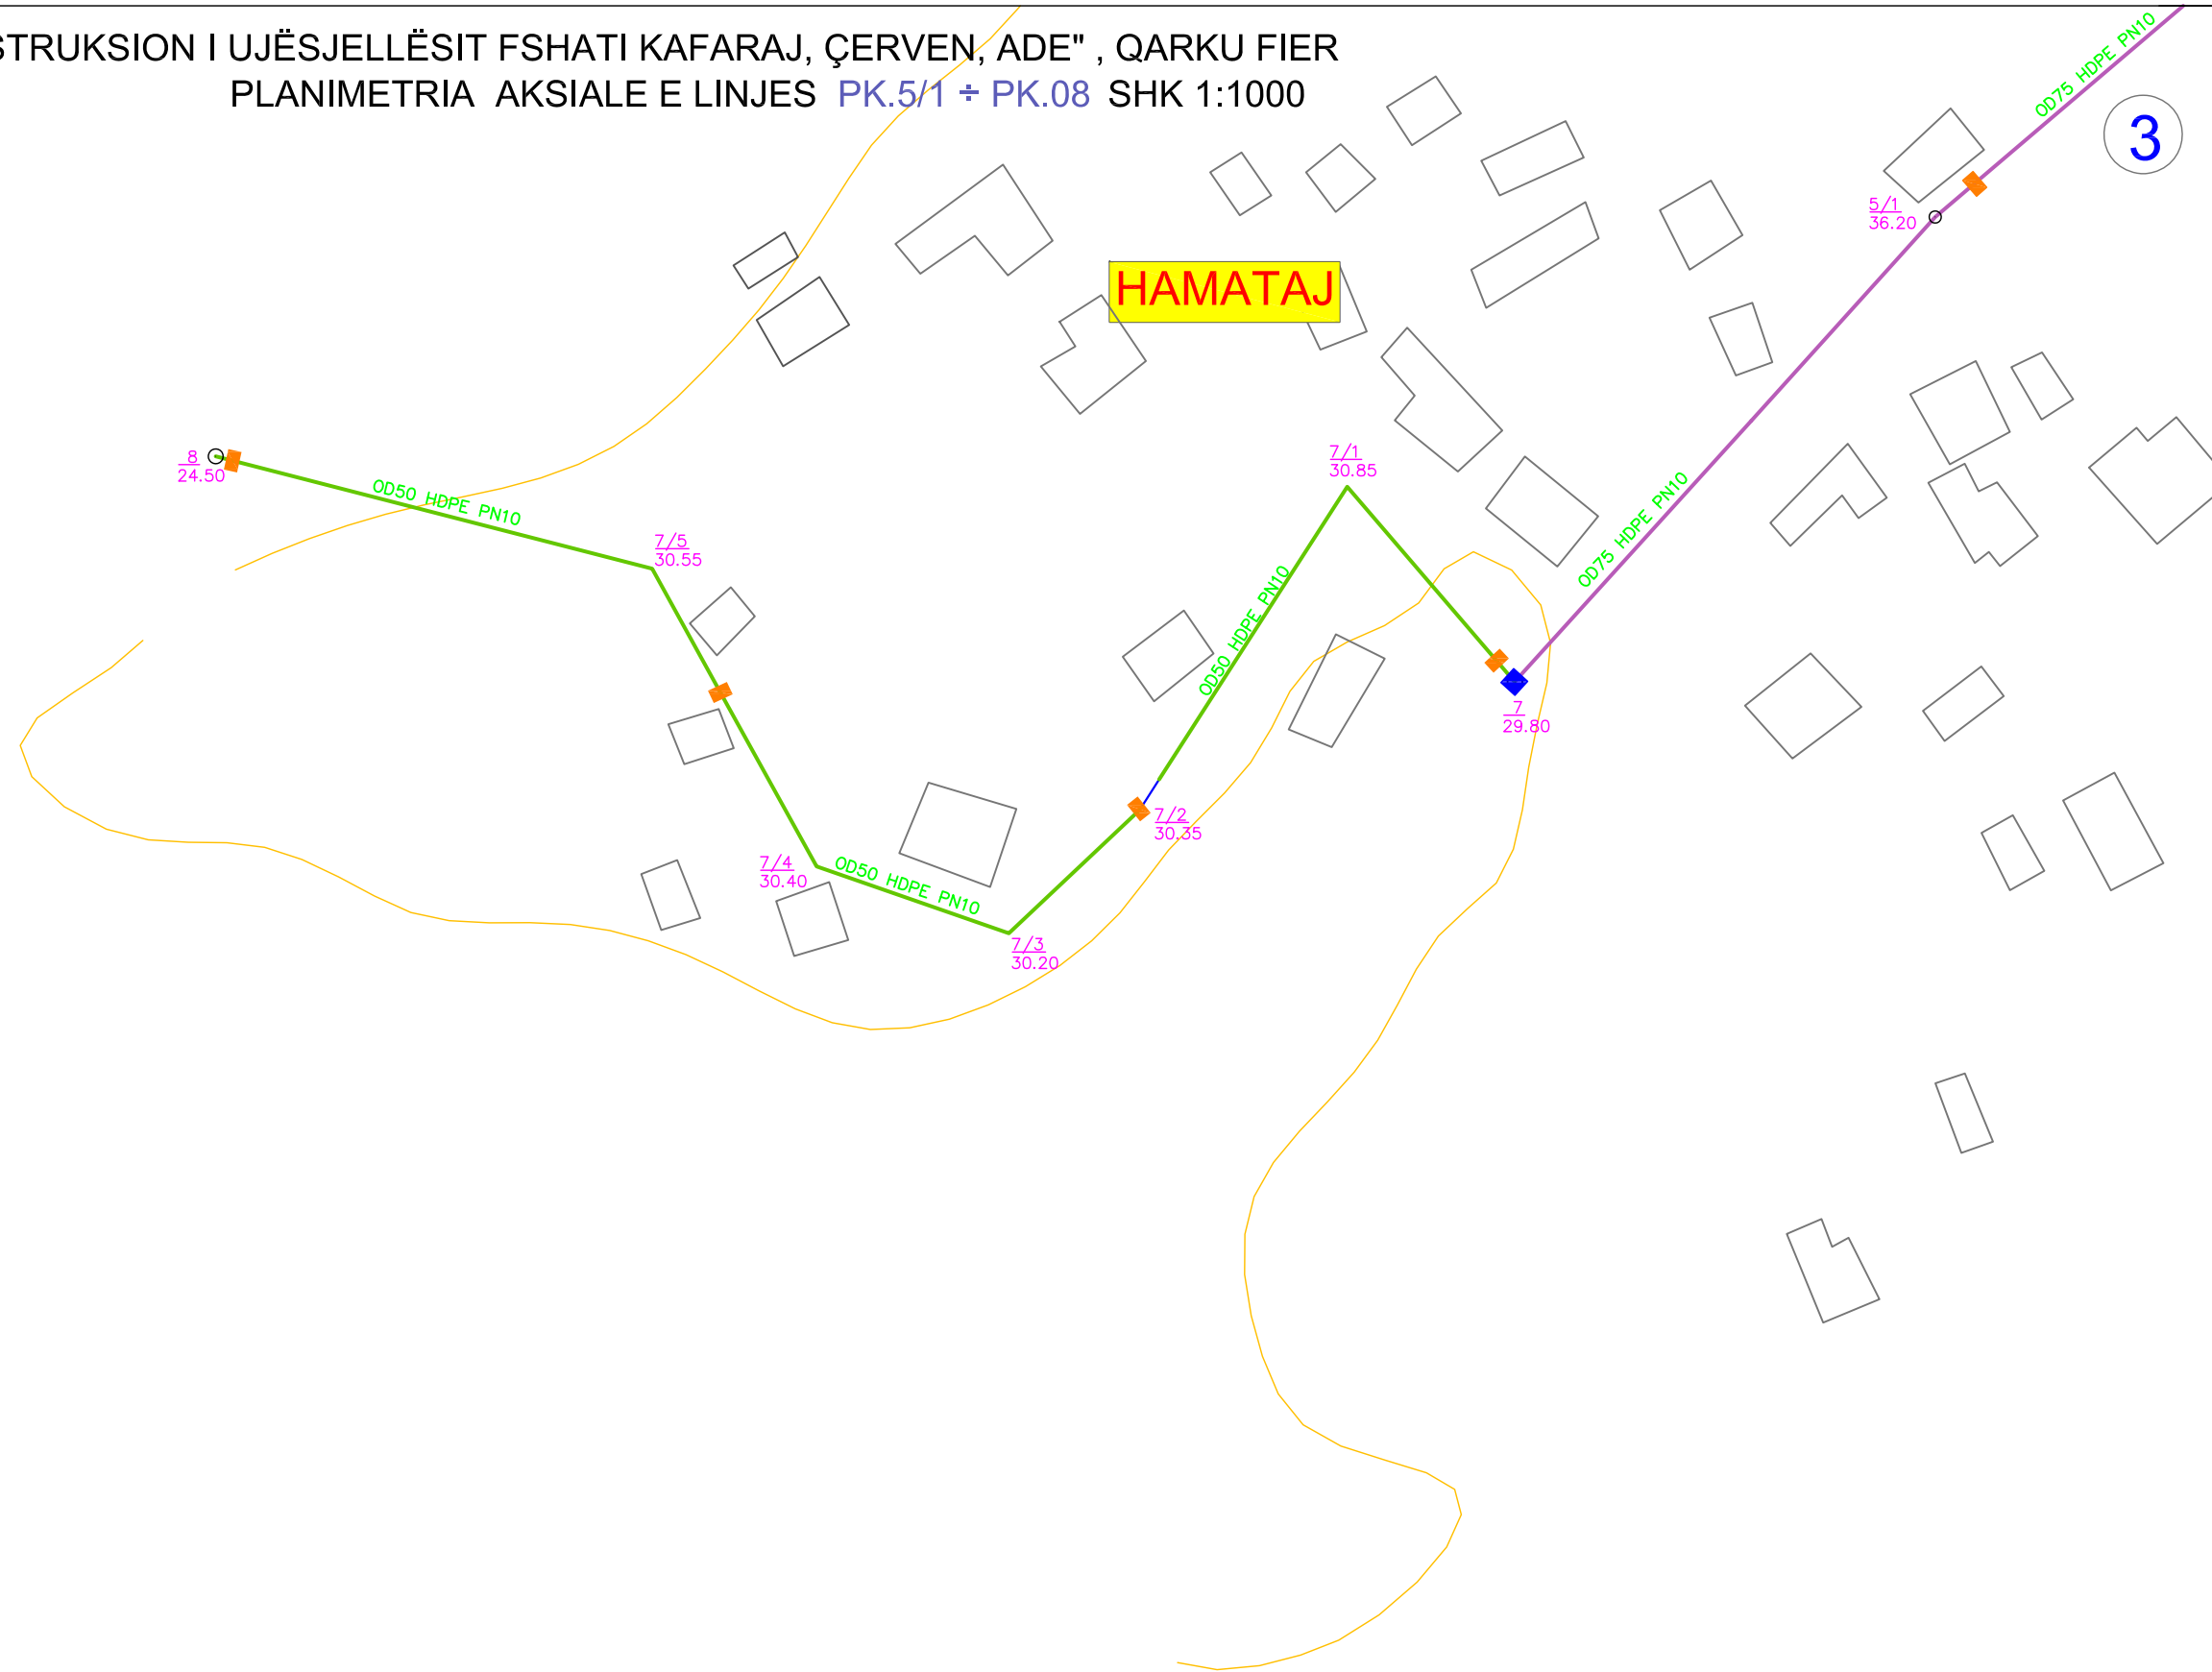 STRUKSION I UJËSJELLËSIT FSHATI KAFARAJ, ÇERVEN, ADE" , QARKU FIER
PLANIMETRIA AKSIALE E LINJES PK.5/1 ÷ PK.08 SHK 1:1000
OD75 HDPE PN10
3
5/1
36.20
HAMATAJ
7/1
30.85
8
24.50
OD50 HDPE PN10
OD75 HDPE PN10
7/5
30.55
OD50 HDPE PN10
7
29.80
7/2
30.35
7/4
30.40
OD50 HDPE PN10
7/3
30.20